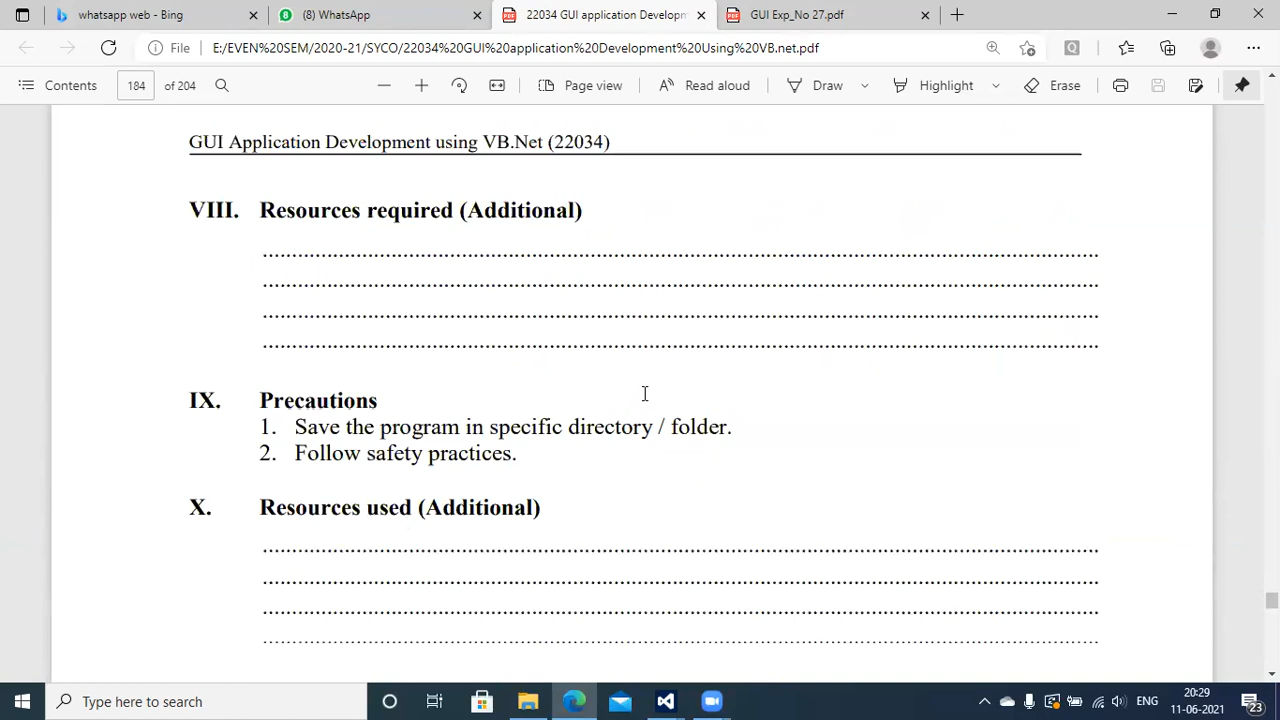 whatsapp web - Bing
(8) WhatsApp
22034 GUI application Developm
GUI Exp_No 27.pdf
File
E:/EVEN%20SEM/2020-21/SYCO/22034%20GUI%20application%20Development%20Using%20VB.net.pdf
Contents
184 of 204
Page view
Read aloud
Draw
Highlight
Erase
GUI Application Development using VB.Net (22034)
VIII. Resources required (Additional)
................................................................................................................................................
................................................................................................................................................
................................................................................................................................................
................................................................................................................................................
IX. Precautions
1. Save the program in specific directory / folder.
2. Follow safety practices.
X. Resources used (Additional)
................................................................................................................................................
................................................................................................................................................
................................................................................................................................................
................................................................................................................................................
Type here to search
ENG
20:29
11-06-2021
23